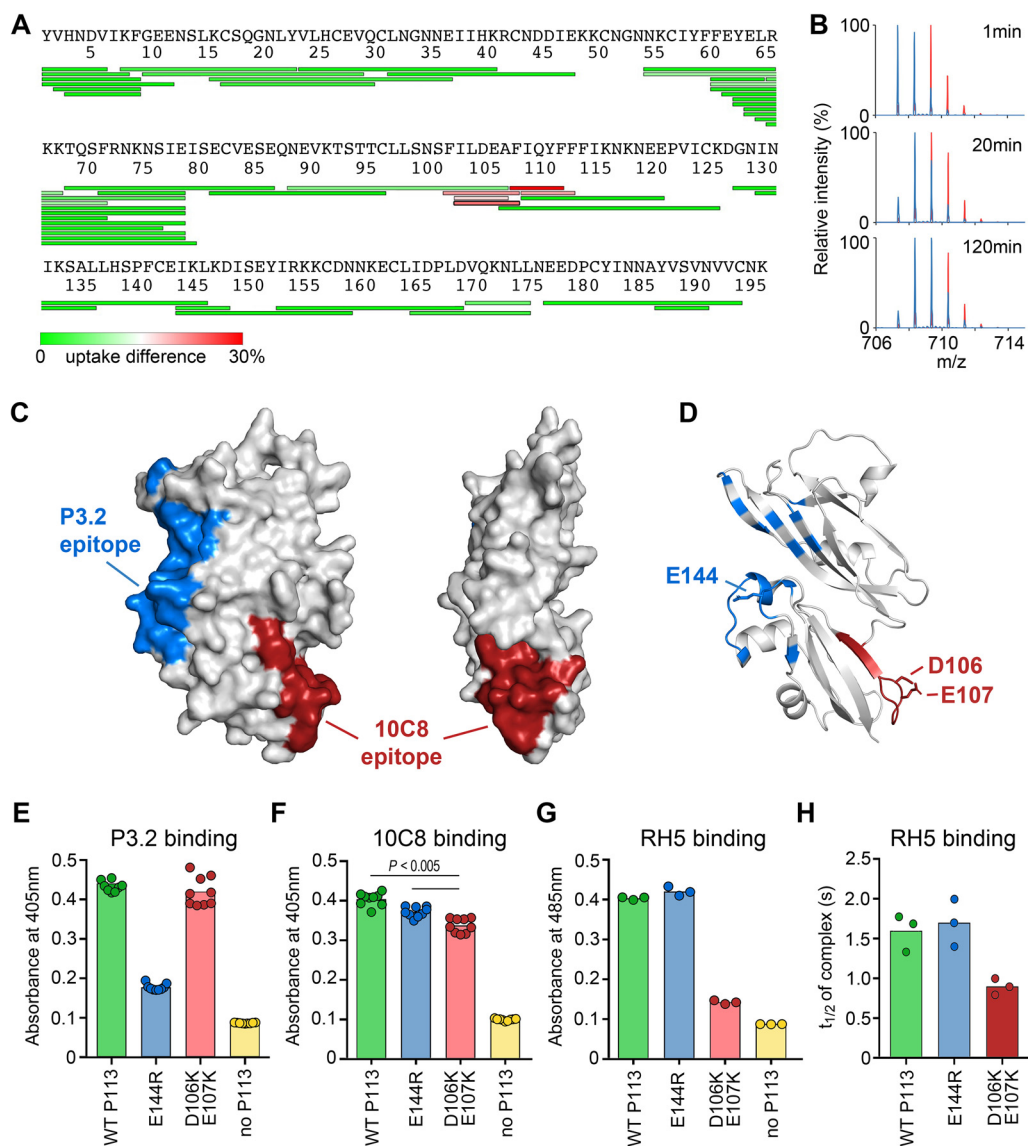 A
YVHNDVIKFGEENSLKCSQGNLYVLHCEVQCLNGNNEIIHKRCNDDIEKKCNGNNKCIYFFEYELR
5 10 15 20 25 30 35 40 45 50 55 60 65
KKTQSFRNKNSIEISECVESEQNEVKTSTTCLLSNSFILDEAFIQYFFFIKNKNEEPVICKDGNIN
70 75 80 85 90 95 100 105 110 115 120 125 130
IKSALLHSPFCEIKLKDISEYIRKKCDNNKECLIDPLDVQKNLLNEEDPCYINNAYVSVNVVCNK
135 140 145 150 155 160 165 170 175 180 185 190 195
0 uptake difference 30%
B
Relative intensity (%)
100
0
1min
100
0
20min
100
0
120min
706 710 714
m/z
C
P3.2
epitope
10C8
epitope
D
E144
D106
E107
E
P3.2 binding
Absorbance at 405nm
0.5
0.4
0.3
0.2
0.1
0
WT P113
E144R
D106K
E107K
no P113
F
10C8 binding
P < 0.005
Absorbance at 405nm
0.5
0.4
0.3
0.2
0.1
0
WT P113
E144R
D106K
E107K
no P113
G
RH5 binding
Absorbance at 485nm
0.5
0.4
0.3
0.2
0.1
0
WT P113
E144R
D106K
E107K
no P113
H
RH5 binding
t1/2 of complex (s)
2.5
2.0
1.5
1.0
0.5
0
WT P113
E144R
D106K
E107K